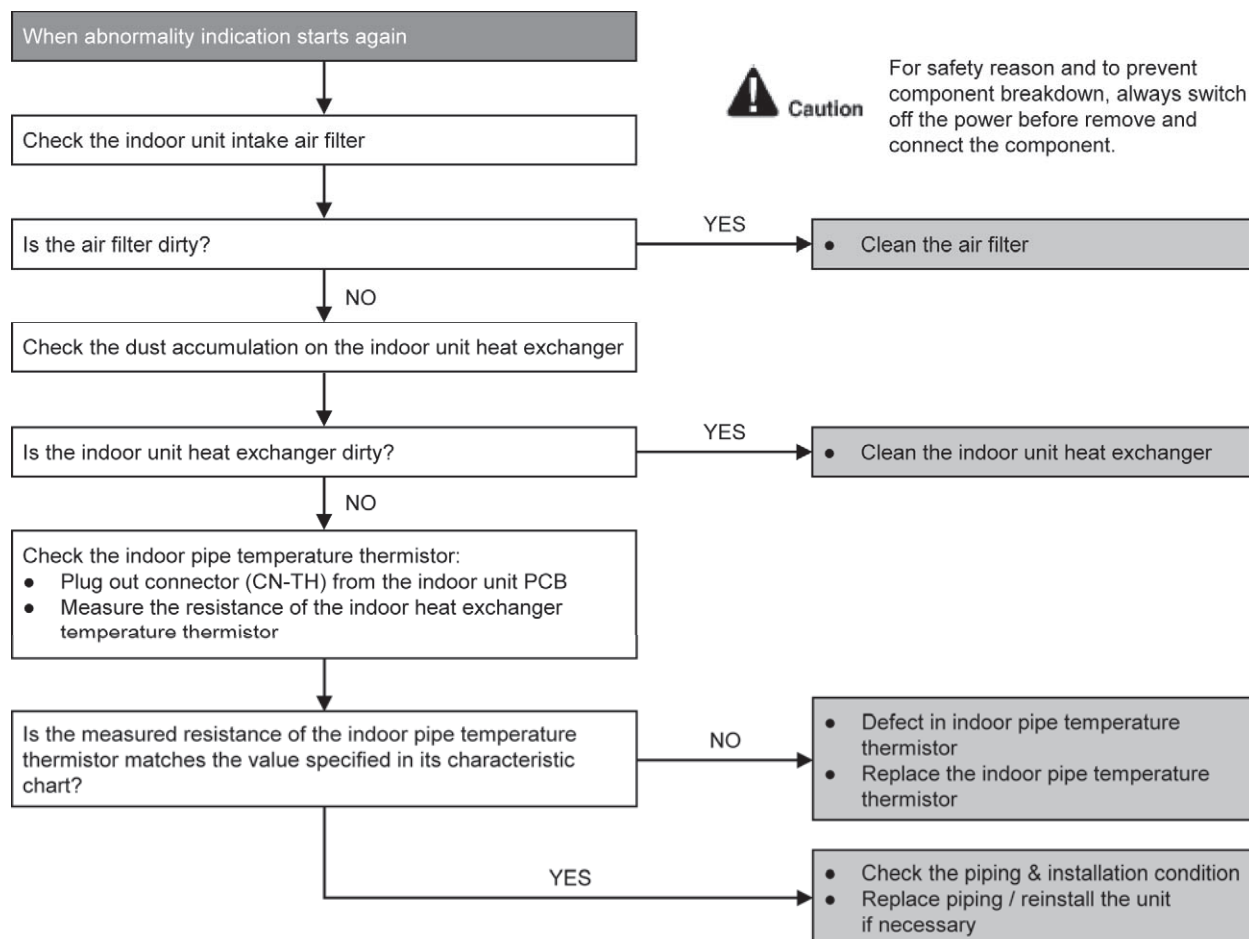 When abnormality indication starts again
Caution
For safety reason and to prevent
component breakdown, always switch
off the power before remove and
connect the component.
Check the indoor unit intake air filter
Is the air filter dirty?
YES
● Clean the air filter
NO
Check the dust accumulation on the indoor unit heat exchanger
Is the indoor unit heat exchanger dirty?
YES
● Clean the indoor unit heat exchanger
NO
Check the indoor pipe temperature thermistor:
● Plug out connector (CN-TH) from the indoor unit PCB
● Measure the resistance of the indoor heat exchanger
temperature thermistor
Is the measured resistance of the indoor pipe temperature
thermistor matches the value specified in its characteristic
chart?
NO
● Defect in indoor pipe temperature
thermistor
● Replace the indoor pipe temperature
thermistor
YES
● Check the piping & installation condition
● Replace piping / reinstall the unit
if necessary